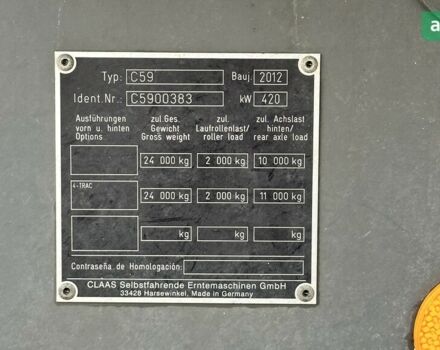 a
Typ: C59 Bauj. 2012
Ident.Nr.: C5900383 kW 420
Ausführungen zul.Ges. zul. zul. Achslast
vorn u. hinten Gewicht Laufrollenlast/ hinten/
Options Gross weight roller load rear axle load
24 000 kg 2 000 kg 10 000 kg
4-TRAC
24 000 kg 2 000 kg 11 000 kg
kg kg kg
Contraseña de Homologación: /
CLAAS Selbstfahrende Erntemaschinen GmbH
33428 Harsewinkel, Made in Germany